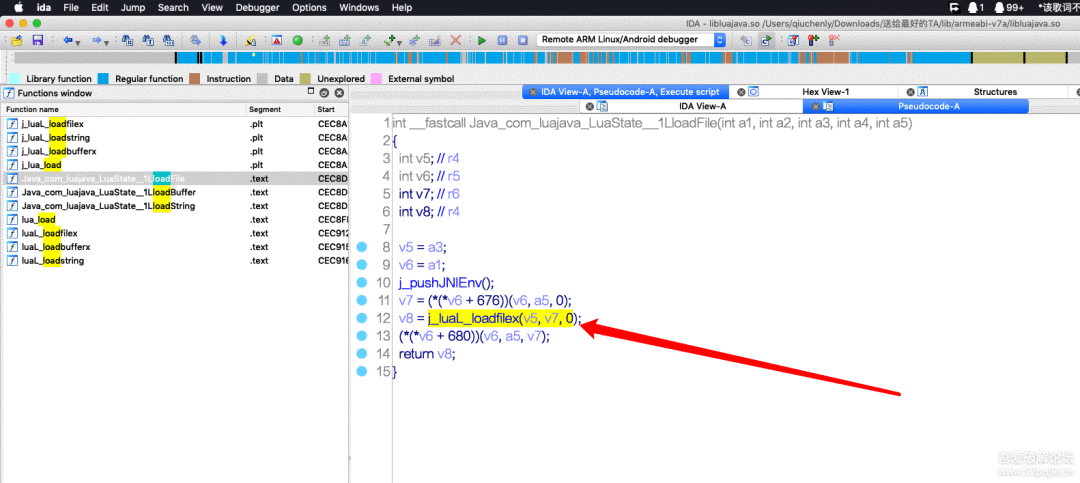 ida File Edit Jump Search View Debugger Options Windows Help 1 99+ *该歌词不
IDA - libluajava.so /Users/qiuchenly/Downloads/送给最好的TA/lib/armeabi-v7a/libluajava.so
Remote ARM Linux/Android debugger
Library function Regular function Instruction Data Unexplored External symbol
Functions window
IDA View-A, Pseudocode-A, Execute script Hex View-1 Structures
IDA View-A Pseudocode-A
Function name Segment Start
j_luaL_loadfilex .plt CEC8A
j_luaL_loadstring .plt CEC8A
j_luaL_loadbufferx .plt CEC8A
j_lua_load .plt CEC8A
Java_com_luajava_LuaState__1LloadFile .text CEC8D
Java_com_luajava_LuaState__1LloadBuffer .text CEC8D
Java_com_luajava_LuaState__1LloadString .text CEC8D
lua_load .text CEC8F
luaL_loadfilex .text CEC912
luaL_loadbufferx .text CEC915
luaL_loadstring .text CEC916
1 int __fastcall Java_com_luajava_LuaState__1LloadFile(int a1, int a2, int a3, int a4, int a5)
2 {
3 int v5; // r4
4 int v6; // r5
5 int v7; // r6
6 int v8; // r4
7
8 v5 = a3;
9 v6 = a1;
10 j_pushJNIEnv();
11 v7 = (*(*v6 + 676))(v6, a5, 0);
12 v8 = j_luaL_loadfilex(v5, v7, 0);
13 (*(*v6 + 680))(v6, a5, v7);
14 return v8;
15 }
吾爱破解论坛
www.52pojie.cn